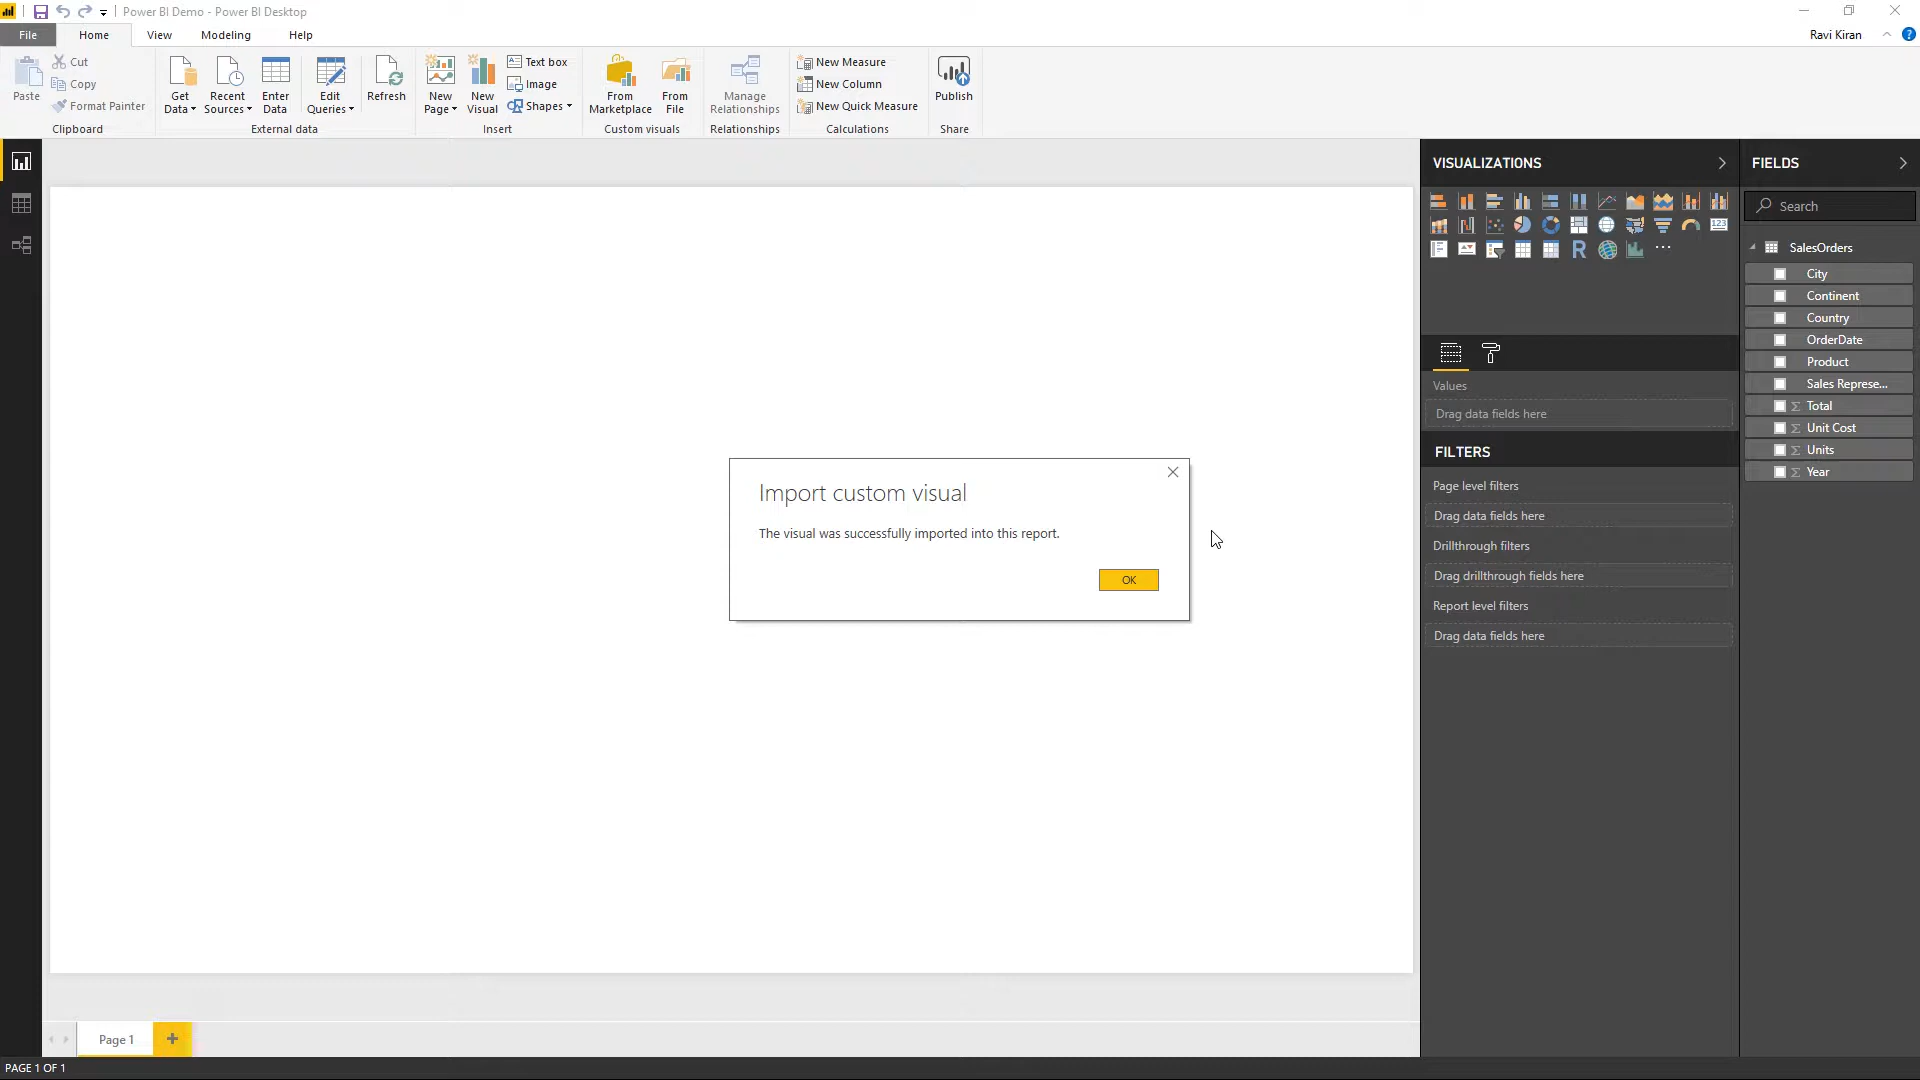 Power BI Demo - Power BI Desktop
File Home View Modeling Help Ravi Kiran ?
Paste
Cut
Copy
Format Painter
Clipboard
Get Data
Recent Sources
Enter Data
Edit Queries
Refresh
External data
New Page
New Visual
Text box
Image
Shapes
Insert
From Marketplace
From File
Custom visuals
Manage Relationships
Relationships
New Measure
New Column
New Quick Measure
Calculations
Publish
Share
VISUALIZATIONS
123
R
Values
Drag data fields here
FILTERS
Page level filters
Drag data fields here
Drillthrough filters
Drag drillthrough fields here
Report level filters
Drag data fields here
FIELDS
Search
SalesOrders
City
Continent
Country
OrderDate
Product
Sales Represe...
Σ Total
Σ Unit Cost
Σ Units
Σ Year
Import custom visual
The visual was successfully imported into this report.
OK
Page 1
PAGE 1 OF 1